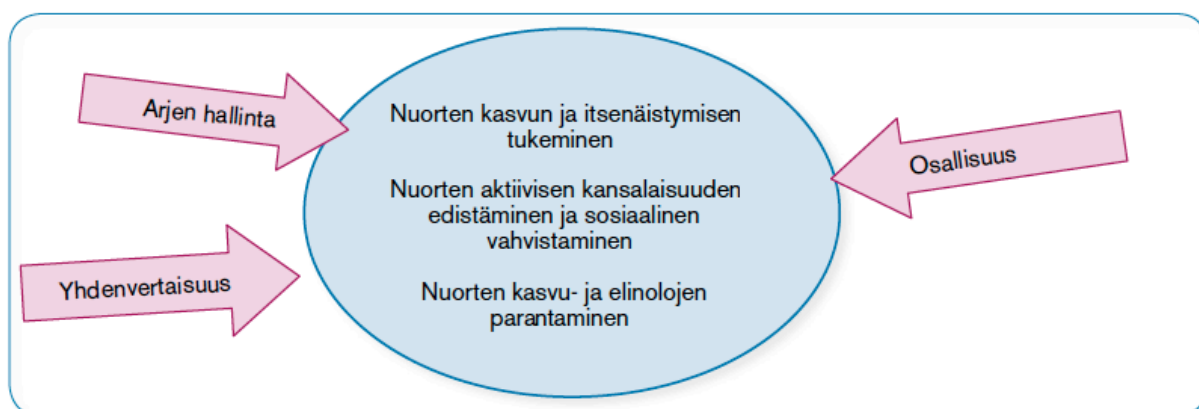 Arjen hallinta
Nuorten kasvun ja itsenäistymisen
tukeminen
Osallisuus
Nuorten aktiivisen kansalaisuuden
edistäminen ja sosiaalinen
vahvistaminen
Yhdenvertaisuus
Nuorten kasvu- ja elinolojen
parantaminen